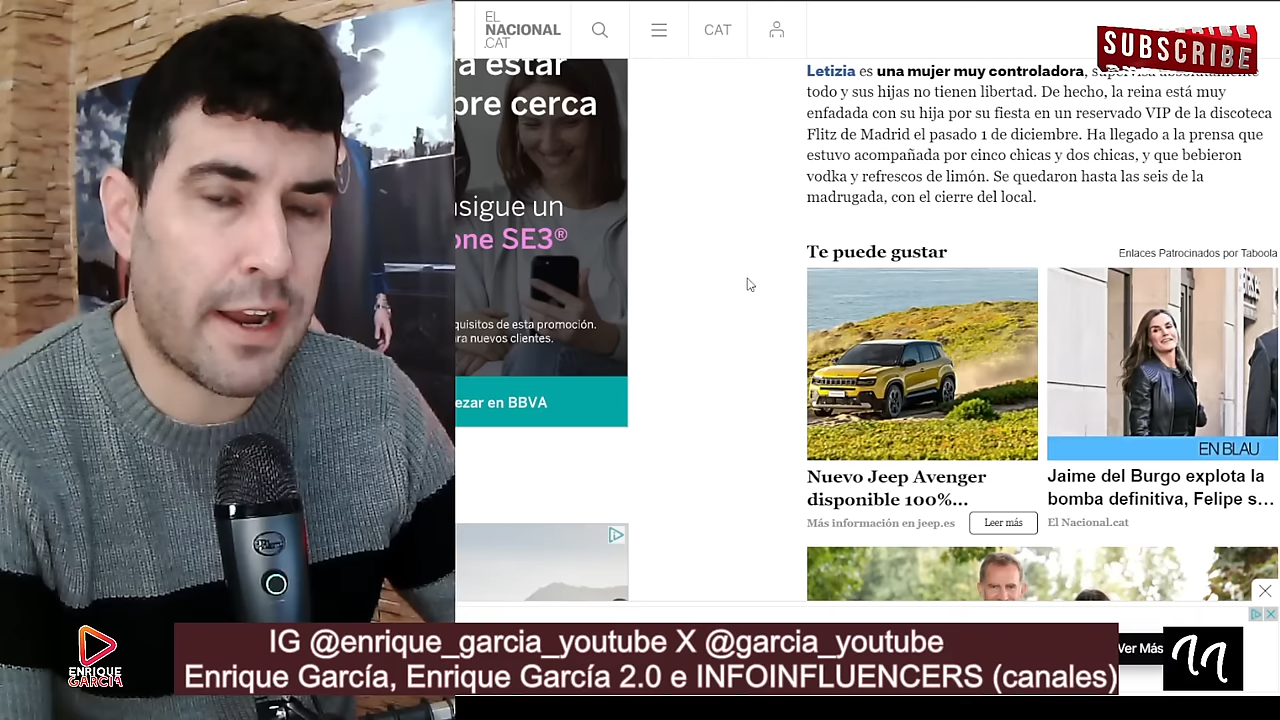 EL
NACIONAL
.CAT
CAT
SUBSCRIBE
a estar
bre cerca
nsigue un
one SE3®
quisitos de esta promoción.
ra nuevos clientes.
ezar en BBVA
Letizia es una mujer muy controladora, supervisa absolutamente
todo y sus hijas no tienen libertad. De hecho, la reina está muy
enfadada con su hija por su fiesta en un reservado VIP de la discoteca
Flitz de Madrid el pasado 1 de diciembre. Ha llegado a la prensa que
estuvo acompañada por cinco chicas y dos chicas, y que bebieron
vodka y refrescos de limón. Se quedaron hasta las seis de la
madrugada, con el cierre del local.
Te puede gustar
Enlaces Patrocinados por Taboola
EN BLAU
Nuevo Jeep Avenger
disponible 100%...
Más información en jeep.es
Leer más
Jaime del Burgo explota la
bomba definitiva, Felipe s...
El Nacional.cat
Ver Más
Blue
ENRIQUE
GARCÍA
IG @enrique_garcia_youtube X @garcia_youtube
Enrique García, Enrique García 2.0 e INFOINFLUENCERS (canales)